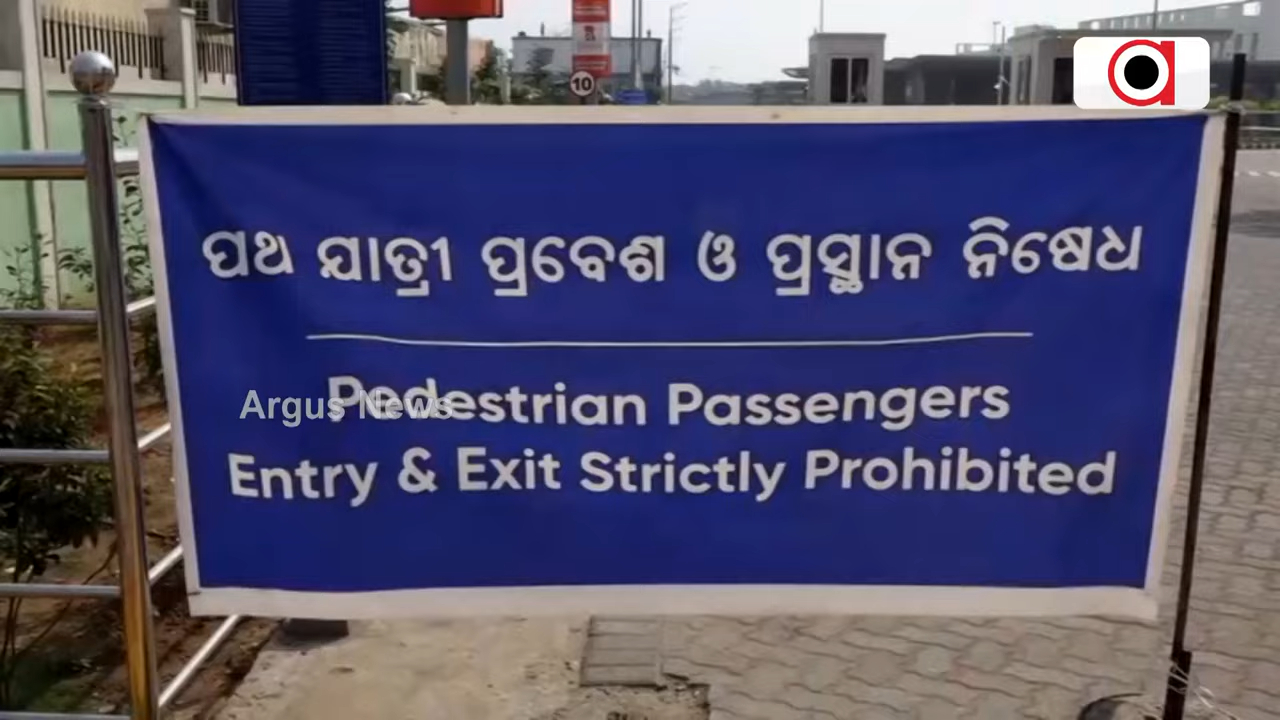 10
ପଥ ଯାତ୍ରୀ ପ୍ରବେଶ ଓ ପ୍ରସ୍ଥାନ ନିଷେଧ
Pedestrian Passengers
Argus News
Entry & Exit Strictly Prohibited